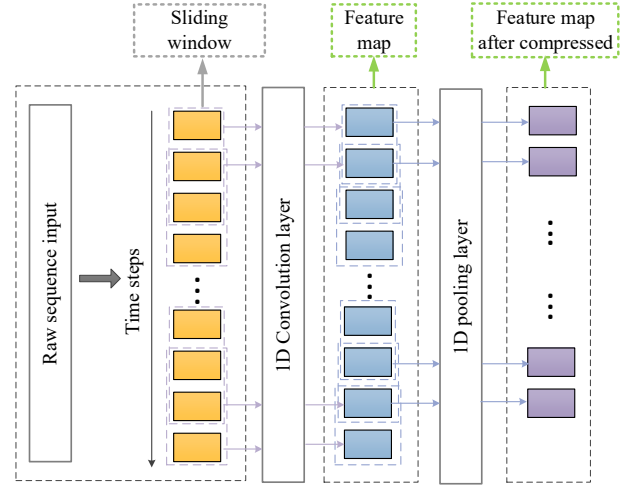 Sliding
window
Feature
map
Feature map
after compressed
Raw sequence input
Time steps
1D Convolution layer
1D pooling layer